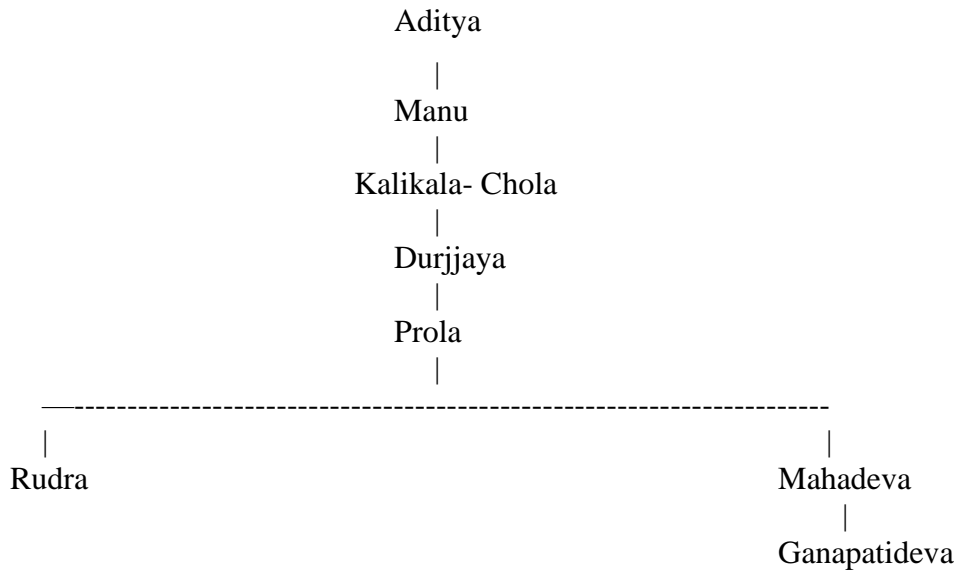 Aditya
|
Manu
|
Kalikala- Chola
|
Durjjaya
|
Prola
|
—-----------------------------------------------------------------------
| |
Rudra Mahadeva
|
Ganapatideva